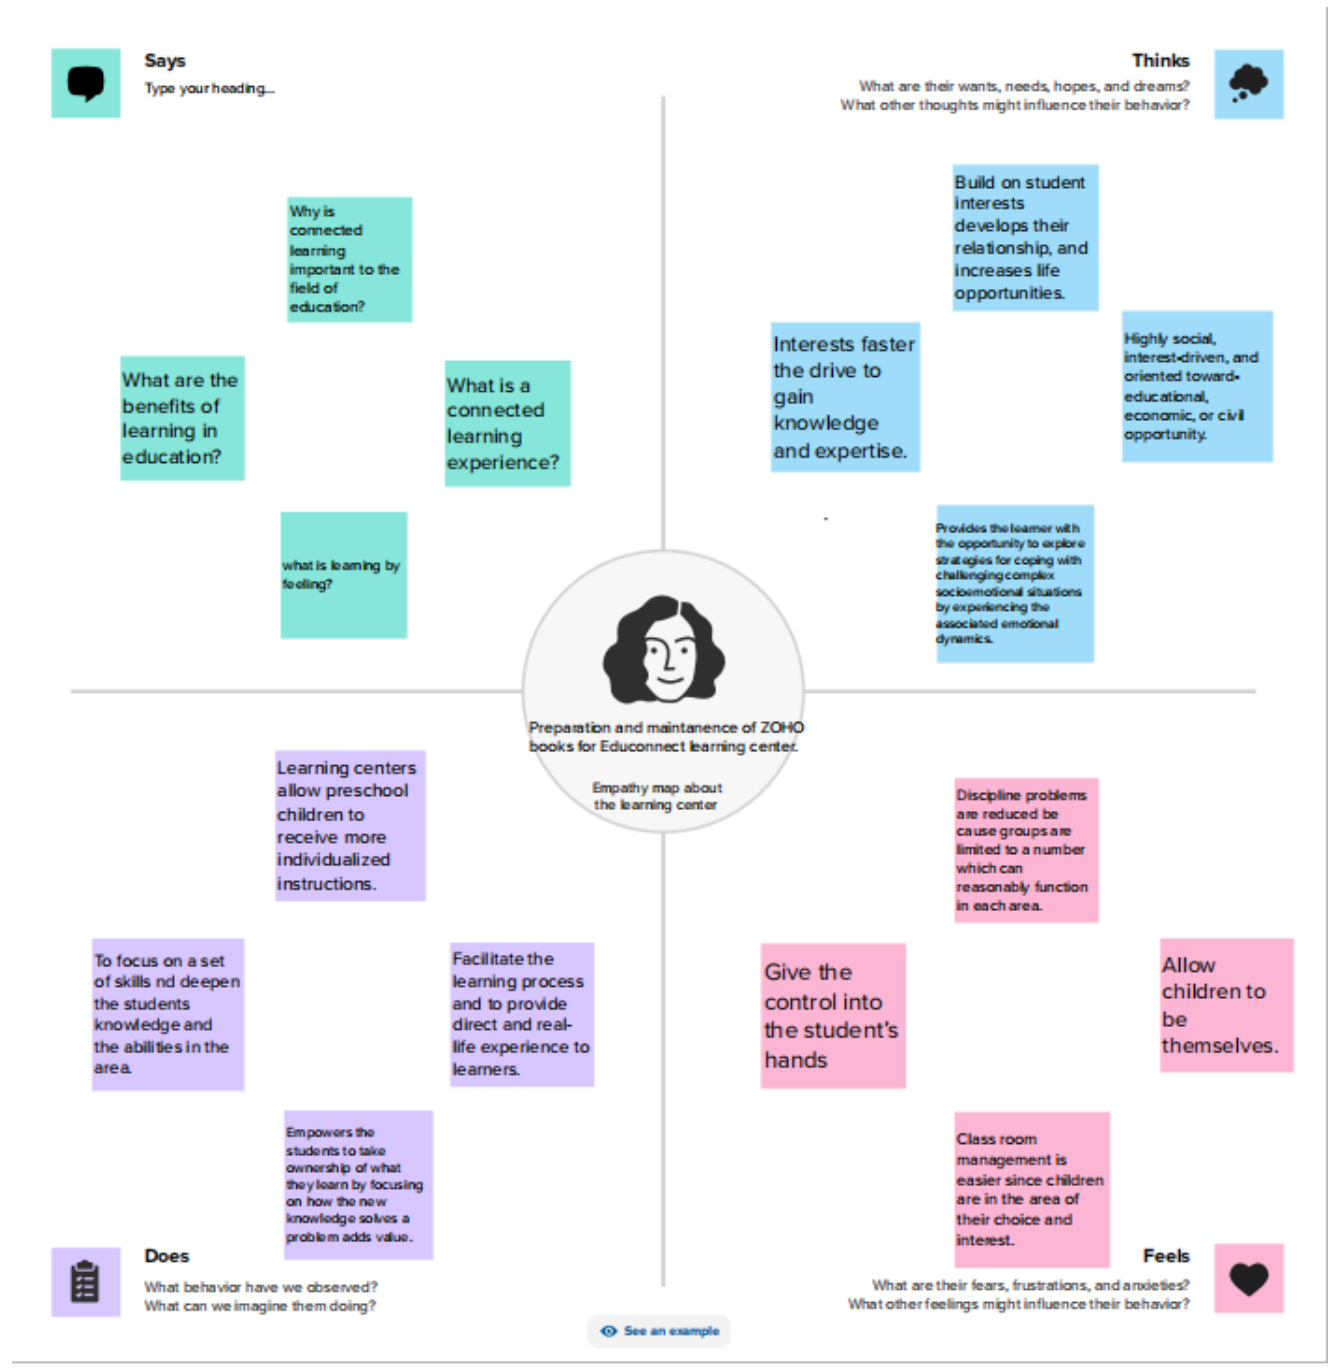 Says
Type your heading...
Thinks
What are their wants, needs, hopes, and dreams?
What other thoughts might influence their behavior?
Why is
connected
learning
important to the
field of
education?
What are the
benefits of
learning in
education?
What is a
connected
learning
experience?
what is learning by
feeling?
Build on student
interests
develops their
relationship, and
increases life
opportunities.
Interests faster
the drive to
gain
knowledge
and expertise.
Highly social,
interest-driven, and
oriented toward-
educational,
economic, or civil
opportunity.
Provides the learner with
the opportunity to explore
strategies for coping with
challenging complex
socioemotional situations
by experiencing the
associated emotional
dynamics.
Preparation and maintanence of ZOHO
books for Educonnect learning center.
Empathy map about
the learning center
Learning centers
allow preschool
children to
receive more
individualized
instructions.
To focus on a set
of skills nd deepen
the students
knowledge and
the abilities in the
area.
Facilitate the
learning process
and to provide
direct and real-
life experience to
learners.
Empowers the
students to take
ownership of what
they learn by focusing
on how the new
knowledge solves a
problem adds value.
Discipline problems
are reduced be
cause groups are
limited to a number
which can
reasonably function
in each area.
Give the
control into
the student's
hands
Allow
children to
be
themselves.
Class room
management is
easier since children
are in the area of
their choice and
interest.
Does
What behavior have we observed?
What can we imagine them doing?
Feels
What are their fears, frustrations, and anxieties?
What other feelings might influence their behavior?
See an example